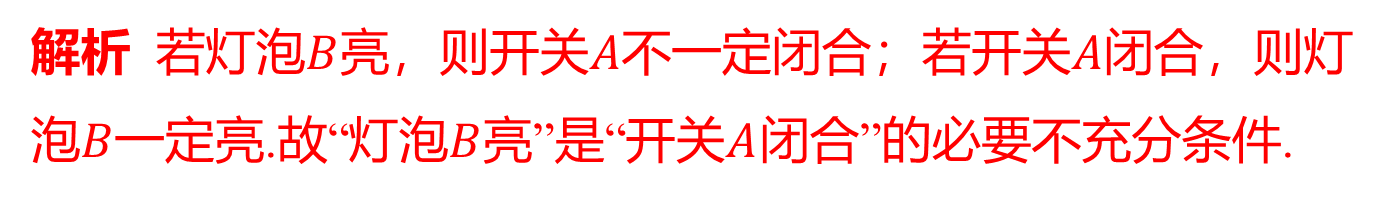 解析 若灯泡B亮，则开关A不一定闭合；若开关A闭合，则灯
泡B一定亮.故“灯泡B亮”是“开关A闭合”的必要不充分条件.